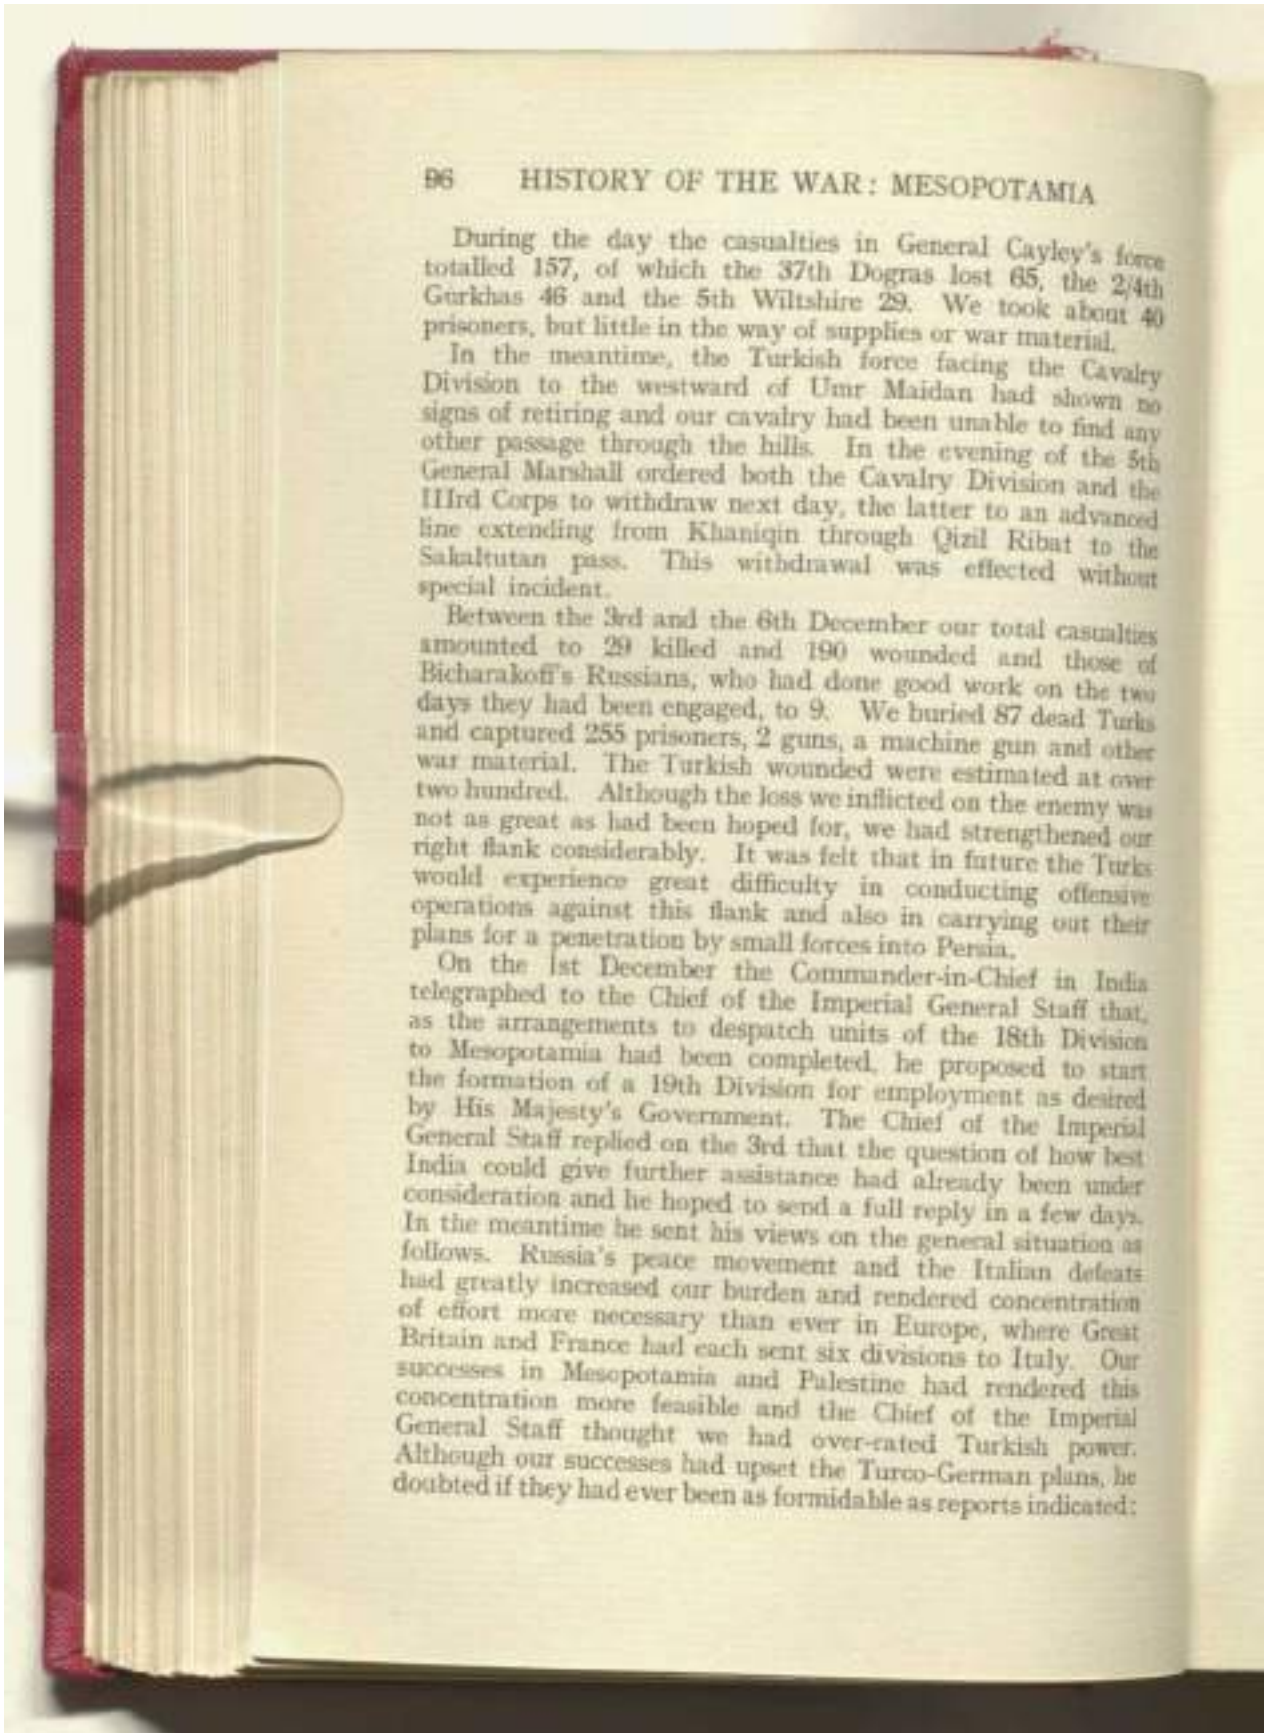 96 HISTORY OF THE WAR: MESOPOTAMIA
During the day the casualties in General Cayley's force
totalled 157, of which the 37th Dogras lost 65, the 2/4th
Gurkhas 46 and the 5th Wiltshire 29. We took about 40
prisoners, but little in the way of supplies or war material.
In the meantime, the Turkish force facing the Cavalry
Division to the westward of Umr Maidan had shown no
signs of retiring and our cavalry had been unable to find any
other passage through the hills. In the evening of the 5th
General Marshall ordered both the Cavalry Division and the
IIIrd Corps to withdraw next day, the latter to an advanced
line extending from Khaniqin through Qizil Ribat to the
Sakaltutan pass. This withdrawal was effected without
special incident.
Between the 3rd and the 6th December our total casualties
amounted to 29 killed and 190 wounded and those of
Bicharakoff's Russians, who had done good work on the two
days they had been engaged, to 9. We buried 87 dead Turks
and captured 255 prisoners, 2 guns, a machine gun and other
war material. The Turkish wounded were estimated at over
two hundred. Although the loss we inflicted on the enemy was
not as great as had been hoped for, we had strengthened our
right flank considerably. It was felt that in future the Turks
would experience great difficulty in conducting offensive
operations against this flank and also in carrying out their
plans for a penetration by small forces into Persia.
On the 1st December the Commander-in-Chief in India
telegraphed to the Chief of the Imperial General Staff that,
as the arrangements to despatch units of the 18th Division
to Mesopotamia had been completed, he proposed to start
the formation of a 19th Division for employment as desired
by His Majesty's Government. The Chief of the Imperial
General Staff replied on the 3rd that the question of how best
India could give further assistance had already been under
consideration and he hoped to send a full reply in a few days.
In the meantime he sent his views on the general situation as
follows. Russia's peace movement and the Italian defeats
had greatly increased our burden and rendered concentration
of effort more necessary than ever in Europe, where Great
Britain and France had each sent six divisions to Italy. Our
successes in Mesopotamia and Palestine had rendered this
concentration more feasible and the Chief of the Imperial
General Staff thought we had over-rated Turkish power.
Although our successes had upset the Turco-German plans, he
doubted if they had ever been as formidable as reports indicated: